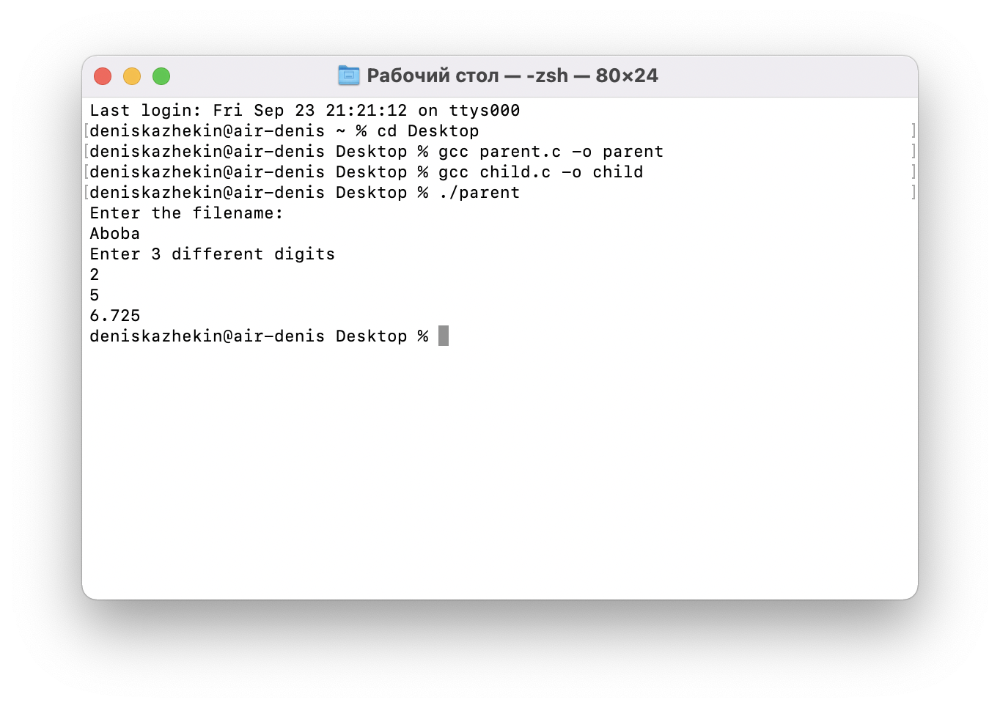 Рабочий стол — -zsh — 80×24
Last login: Fri Sep 23 21:21:12 on ttys000
[deniskazhekin@air-denis ~ % cd Desktop ]
[deniskazhekin@air-denis Desktop % gcc parent.c -o parent ]
[deniskazhekin@air-denis Desktop % gcc child.c -o child ]
[deniskazhekin@air-denis Desktop % ./parent ]
Enter the filename:
Aboba
Enter 3 different digits
2
5
6.725
deniskazhekin@air-denis Desktop %